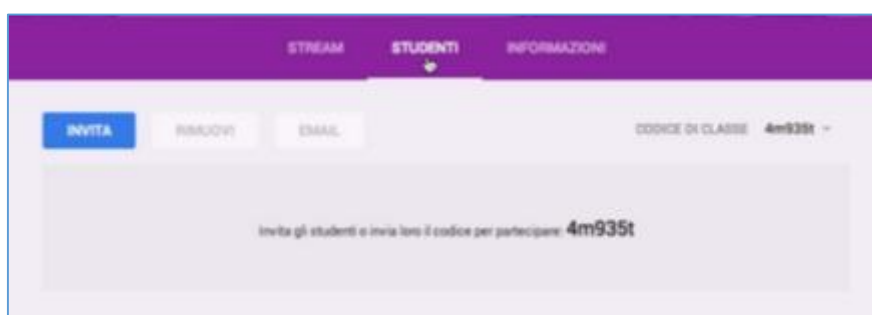 STREAM STUDENTI INFORMAZIONI
INVITA RIMUOVI EMAIL CODICE DI CLASSE 4m935t
Invita gli studenti o invia loro il codice per partecipare: 4m935t